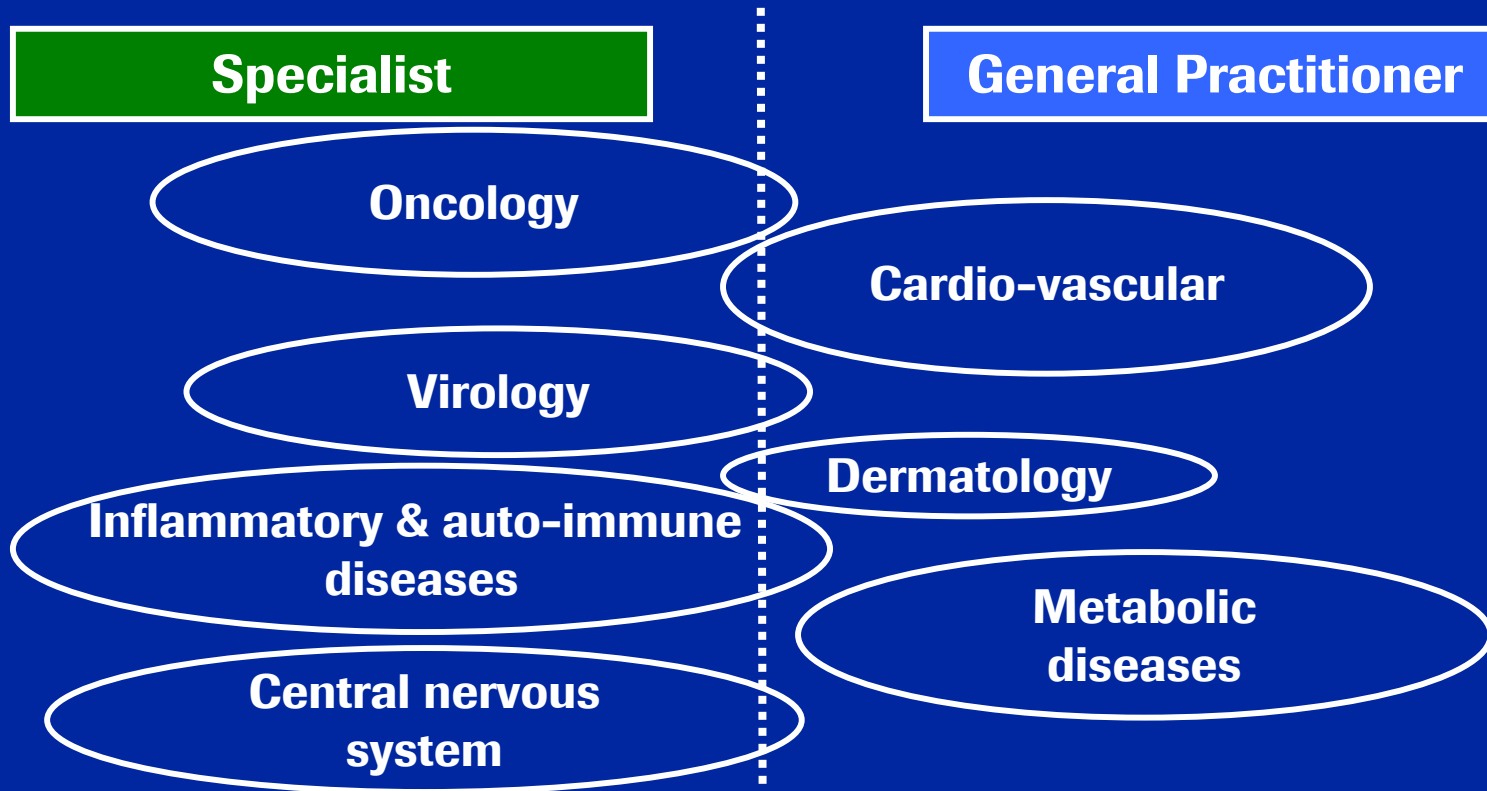 Specialist
General Practitioner
Oncology
Cardio-vascular
Virology
Dermatology
Inflammatory & auto-immune
diseases
Metabolic
diseases
Central nervous
system